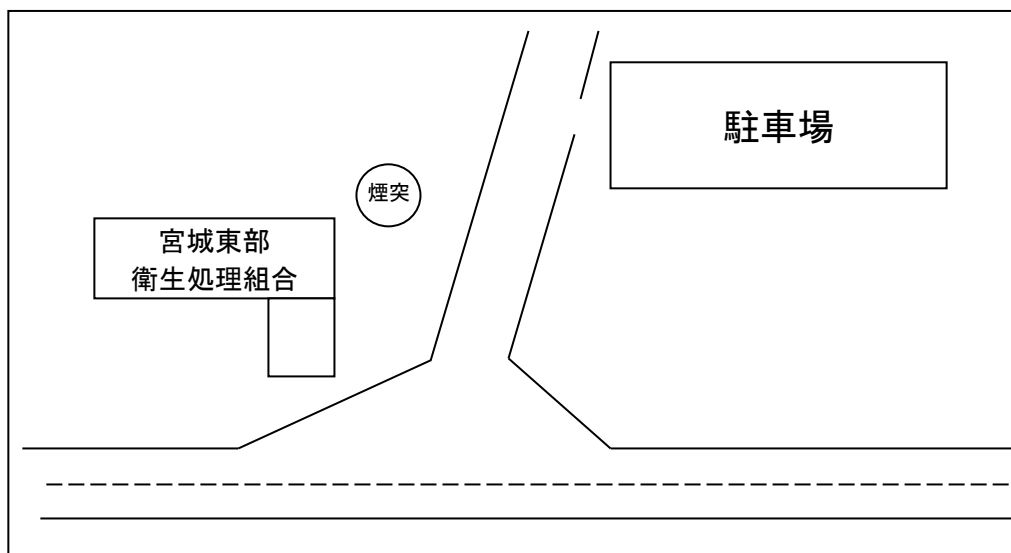 駐車場
煙突
宮城東部
衛生処理組合